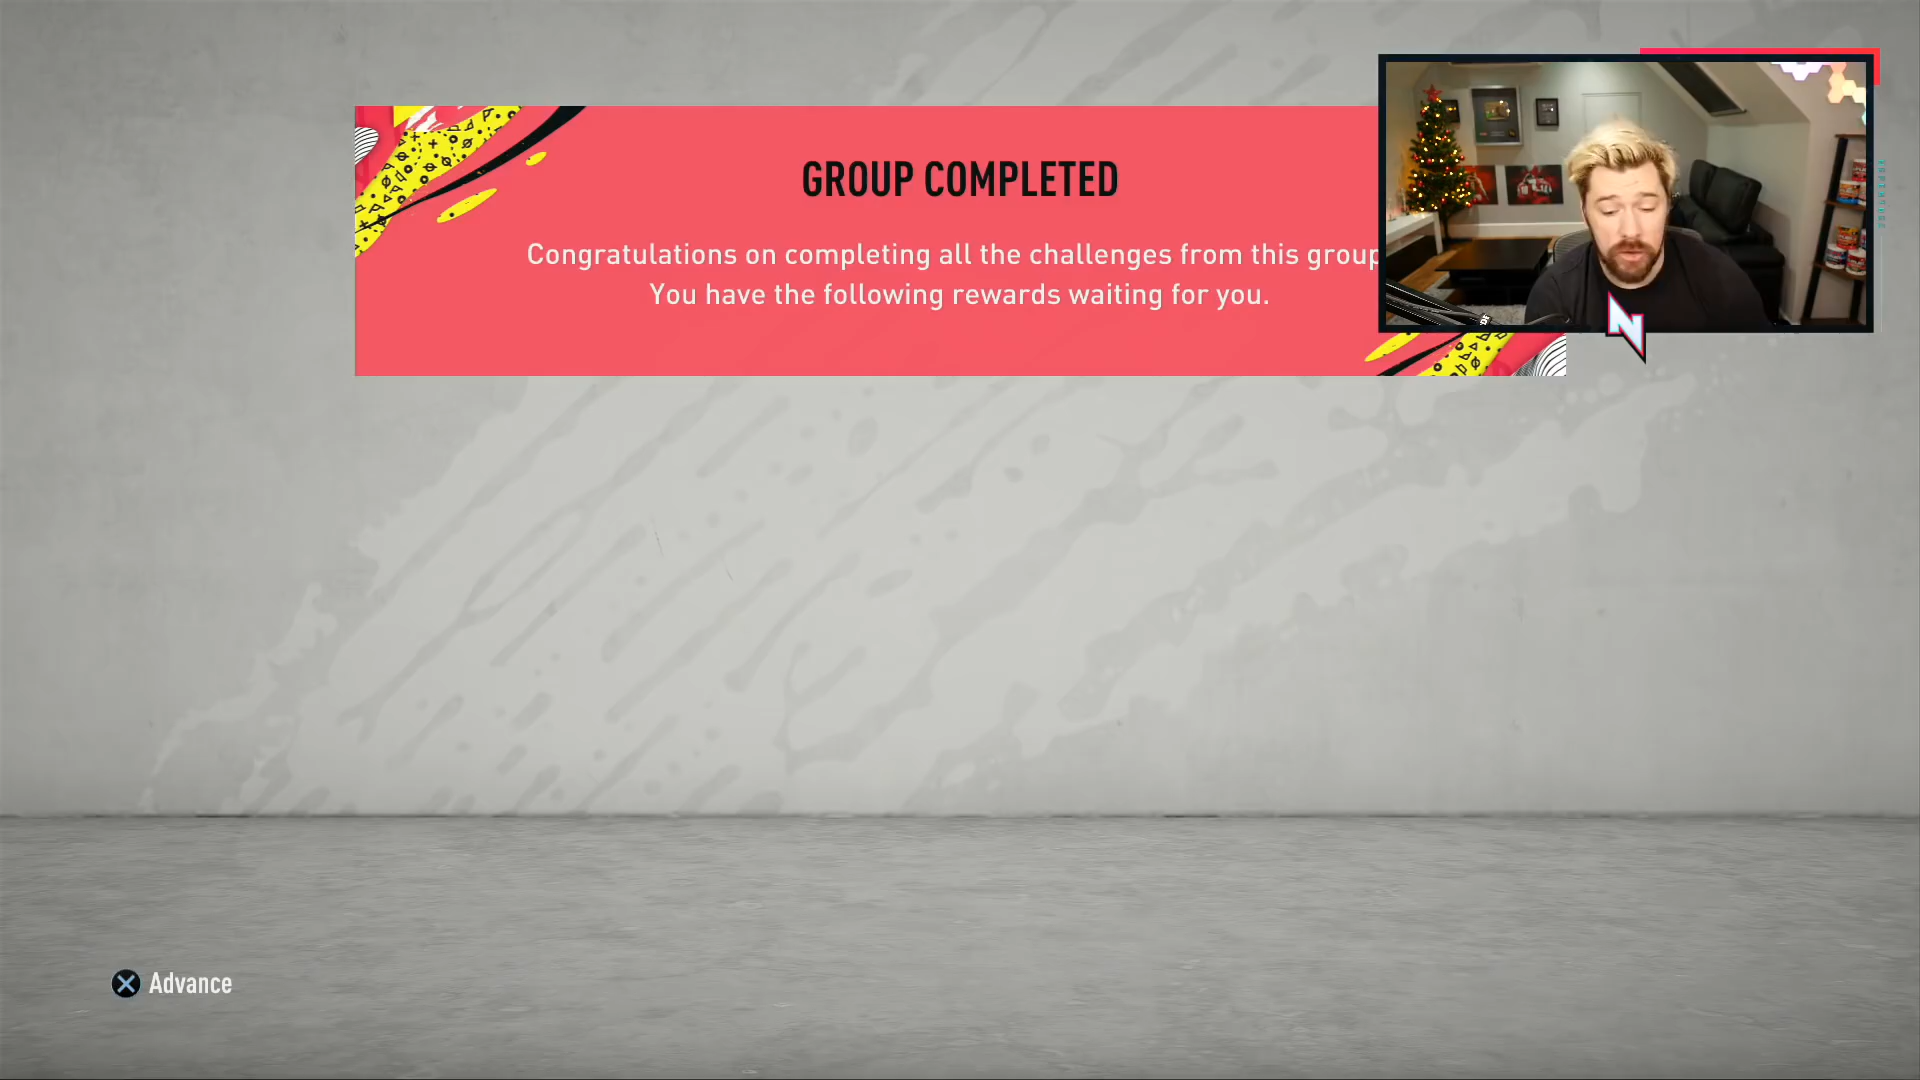 GROUP COMPLETED
Congratulations on completing all the challenges from this group
You have the following rewards waiting for you.
N
Advance